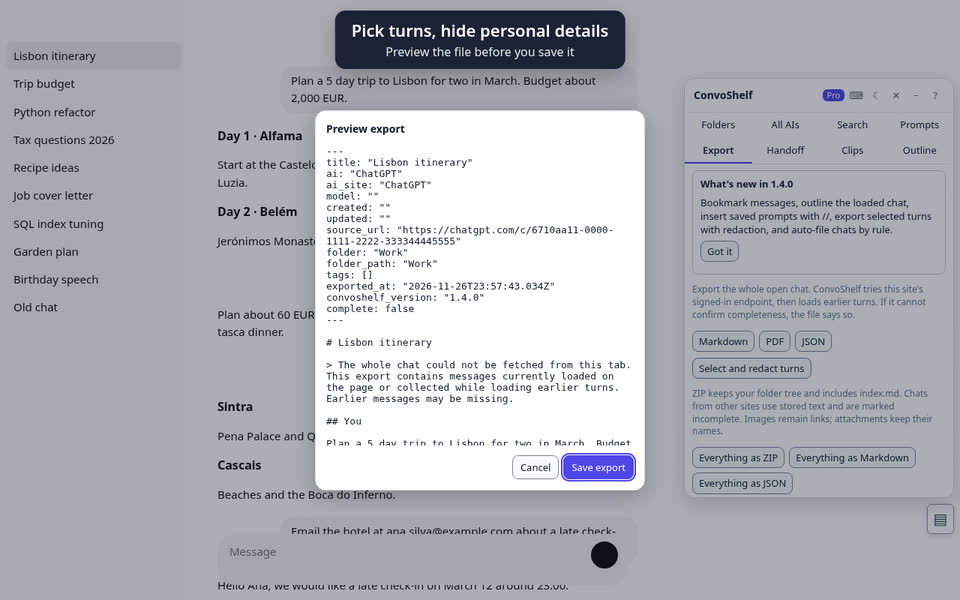 Pick turns, hide personal details
Preview the file before you save it
Lisbon itinerary
Trip budget
Python refactor
Tax questions 2026
Recipe ideas
Job cover letter
SQL index tuning
Garden plan
Birthday speech
Old chat
Plan a 5 day trip to Lisbon for two in March. Budget about
2,000 EUR.
Day 1 · Alfama
Start at the Castelo
Luzia.
Day 2 · Belém
Jerónimos Monast
Plan about 60 EUR
tasca dinner.
Sintra
Pena Palace and Q
Cascais
Beaches and the Boca do Inferno.
Email the hotel at ana.silva@example.com about a late check-
Message
Hello Ana, we would like a late check-in on March 12 around 23:00.
Preview export
---
title: "Lisbon itinerary"
ai: "ChatGPT"
ai_site: "ChatGPT"
model: ""
created: ""
updated: ""
source_url: "https://chatgpt.com/c/6710aa11-0000-
1111-2222-333344445555"
folder: "Work"
folder_path: "Work"
tags: []
exported_at: "2026-11-26T23:57:43.034Z"
convoshelf_version: "1.4.0"
complete: false
---
# Lisbon itinerary
> The whole chat could not be fetched from this tab.
This export contains messages currently loaded on
the page or collected while loading earlier turns.
Earlier messages may be missing.
## You
Plan a 5 day trip to Lisbon for two in March. Budget
Cancel
Save export
ConvoShelf
Pro
?
Folders
All AIs
Search
Prompts
Export
Handoff
Clips
Outline
What's new in 1.4.0
Bookmark messages, outline the loaded chat,
insert saved prompts with //, export selected turns
with redaction, and auto-file chats by rule.
Got it
Export the whole open chat. ConvoShelf tries this site's
signed-in endpoint, then loads earlier turns. If it cannot
confirm completeness, the file says so.
Markdown
PDF
JSON
Select and redact turns
ZIP keeps your folder tree and includes index.md. Chats
from other sites use stored text and are marked
incomplete. Images remain links; attachments keep their
names.
Everything as ZIP
Everything as Markdown
Everything as JSON